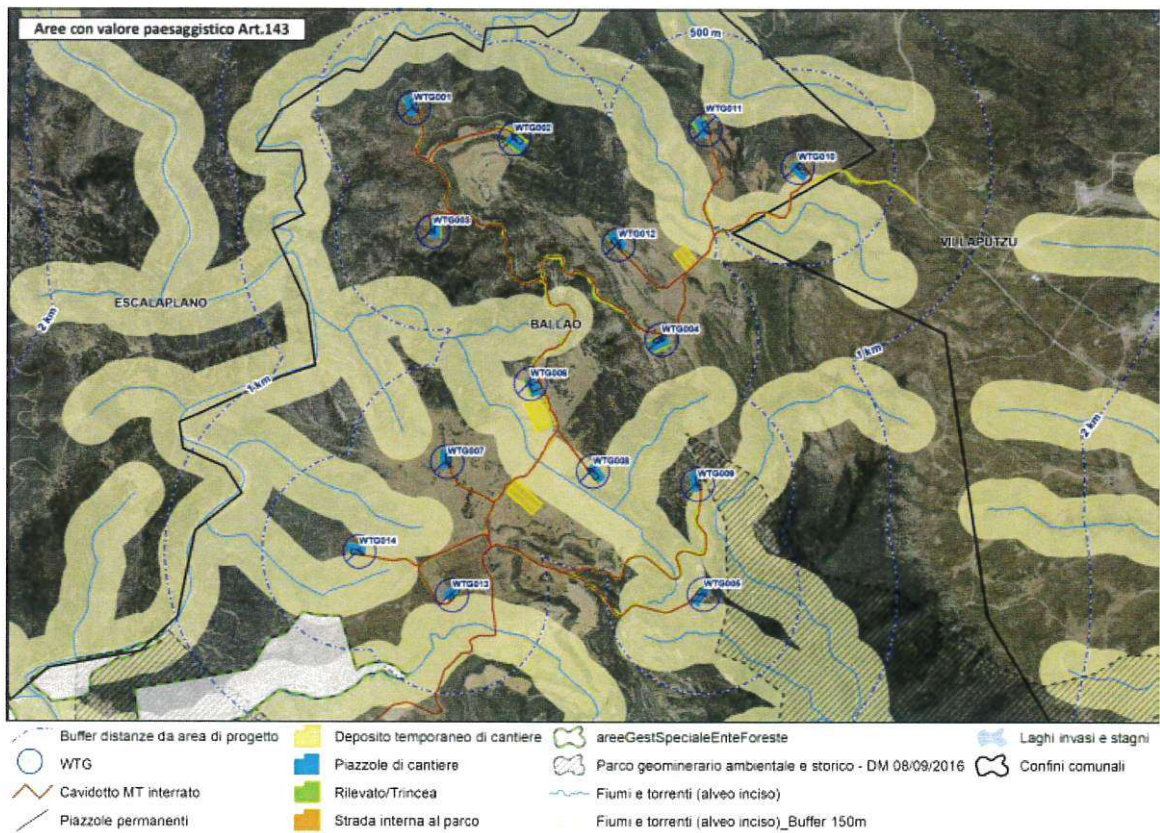 Aree con valore paesaggistico Art.143
500 m
WTG001
WTG002
WTG011
WTG010
WTG003
WTG012
VILLAPUTZU
ESCALAPLANO
2 km
BALLAO
WTG004
1 km
1 km
WTG006
2 km
WTG007
WTG008
WTG009
WTG014
WTG013
WTG005
Buffer distanze da area di progetto
Deposito temporaneo di cantiere
areeGestSpecialeEnteForeste
Laghi invasi e stagni
WTG
Piazzole di cantiere
Parco geominerario ambientale e storico - DM 08/09/2016
Confini comunali
Cavidotto MT interrato
Rilevato/Trincea
Fiumi e torrenti (alveo inciso)
Piazzole permanenti
Strada interna al parco
Fiumi e torrenti (alveo inciso)_Buffer 150m